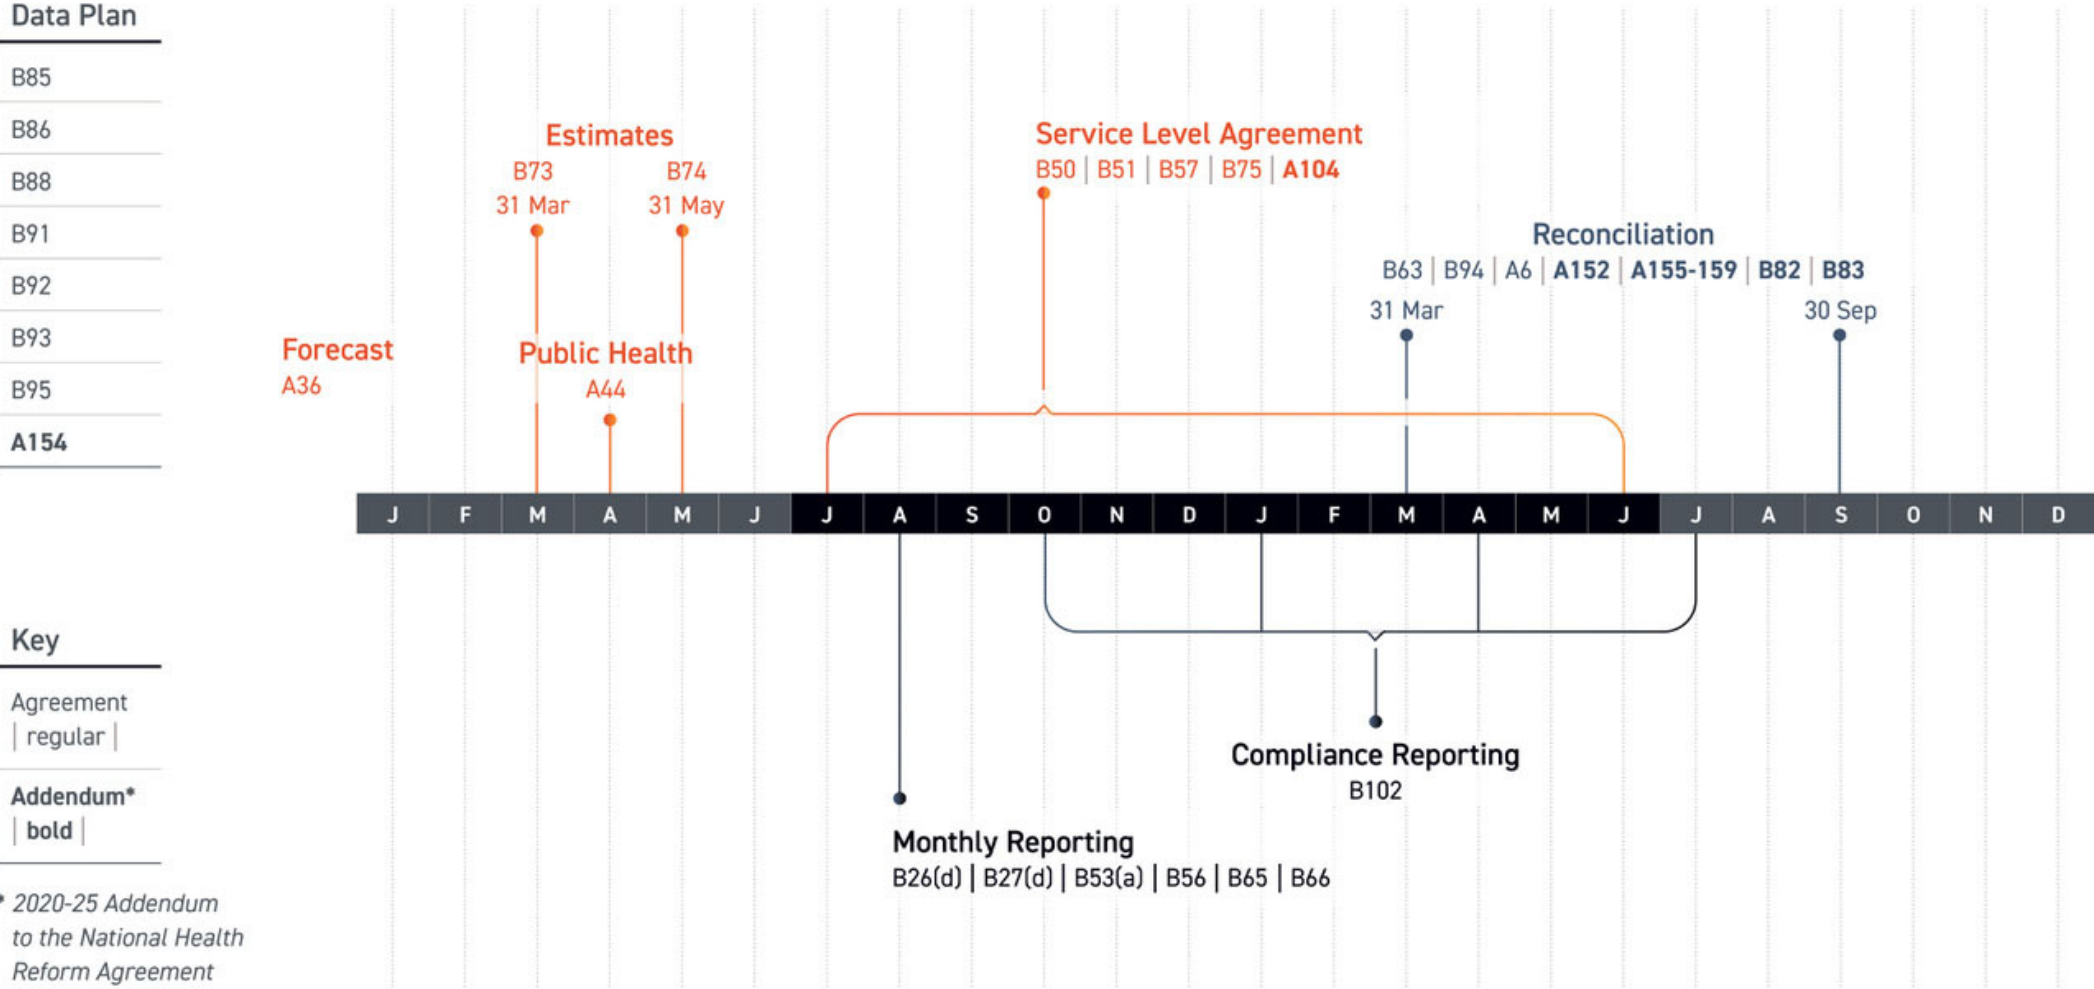 Data Plan
B85
B86
B88
B91
B92
B93
B95
A154
Key
Agreement
| regular |
Addendum*
| bold |
* 2020-25 Addendum
to the National Health
Reform Agreement
Forecast
A36
Estimates
B73
31 Mar
B74
31 May
Public Health
A44
Service Level Agreement
B50 | B51 | B57 | B75 | A104
Reconciliation
B63 | B94 | A6 | A152 | A155-159 | B82 | B83
31 Mar
30 Sep
J F M A M J J A S O N D J F M A M J J A S O N D
Compliance Reporting
B102
Monthly Reporting
B26(d) | B27(d) | B53(a) | B56 | B65 | B66